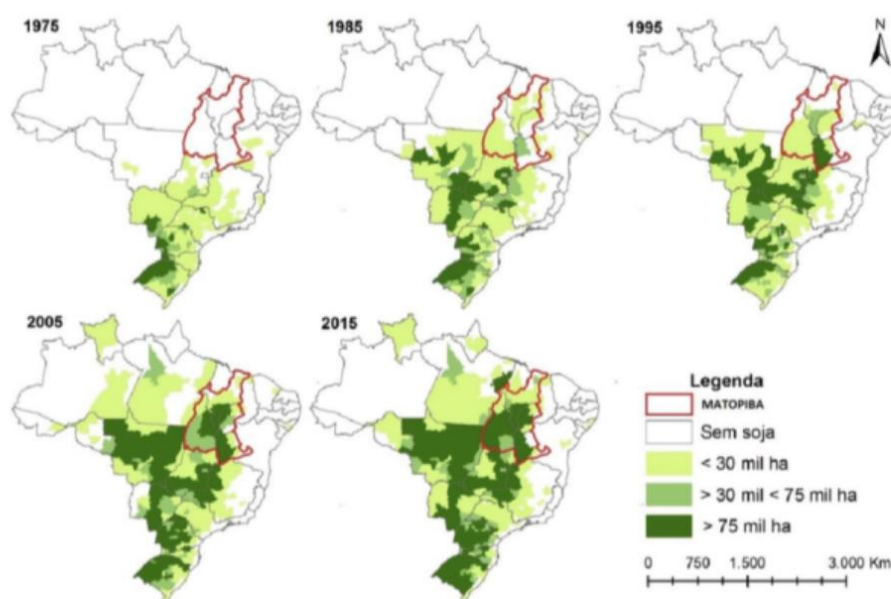 1975
1985
1995
N
2005
2015
Legenda
MATOPIBA
Sem soja
< 30 mil ha
> 30 mil < 75 mil ha
> 75 mil ha
0 750 1.500 3.000 Km